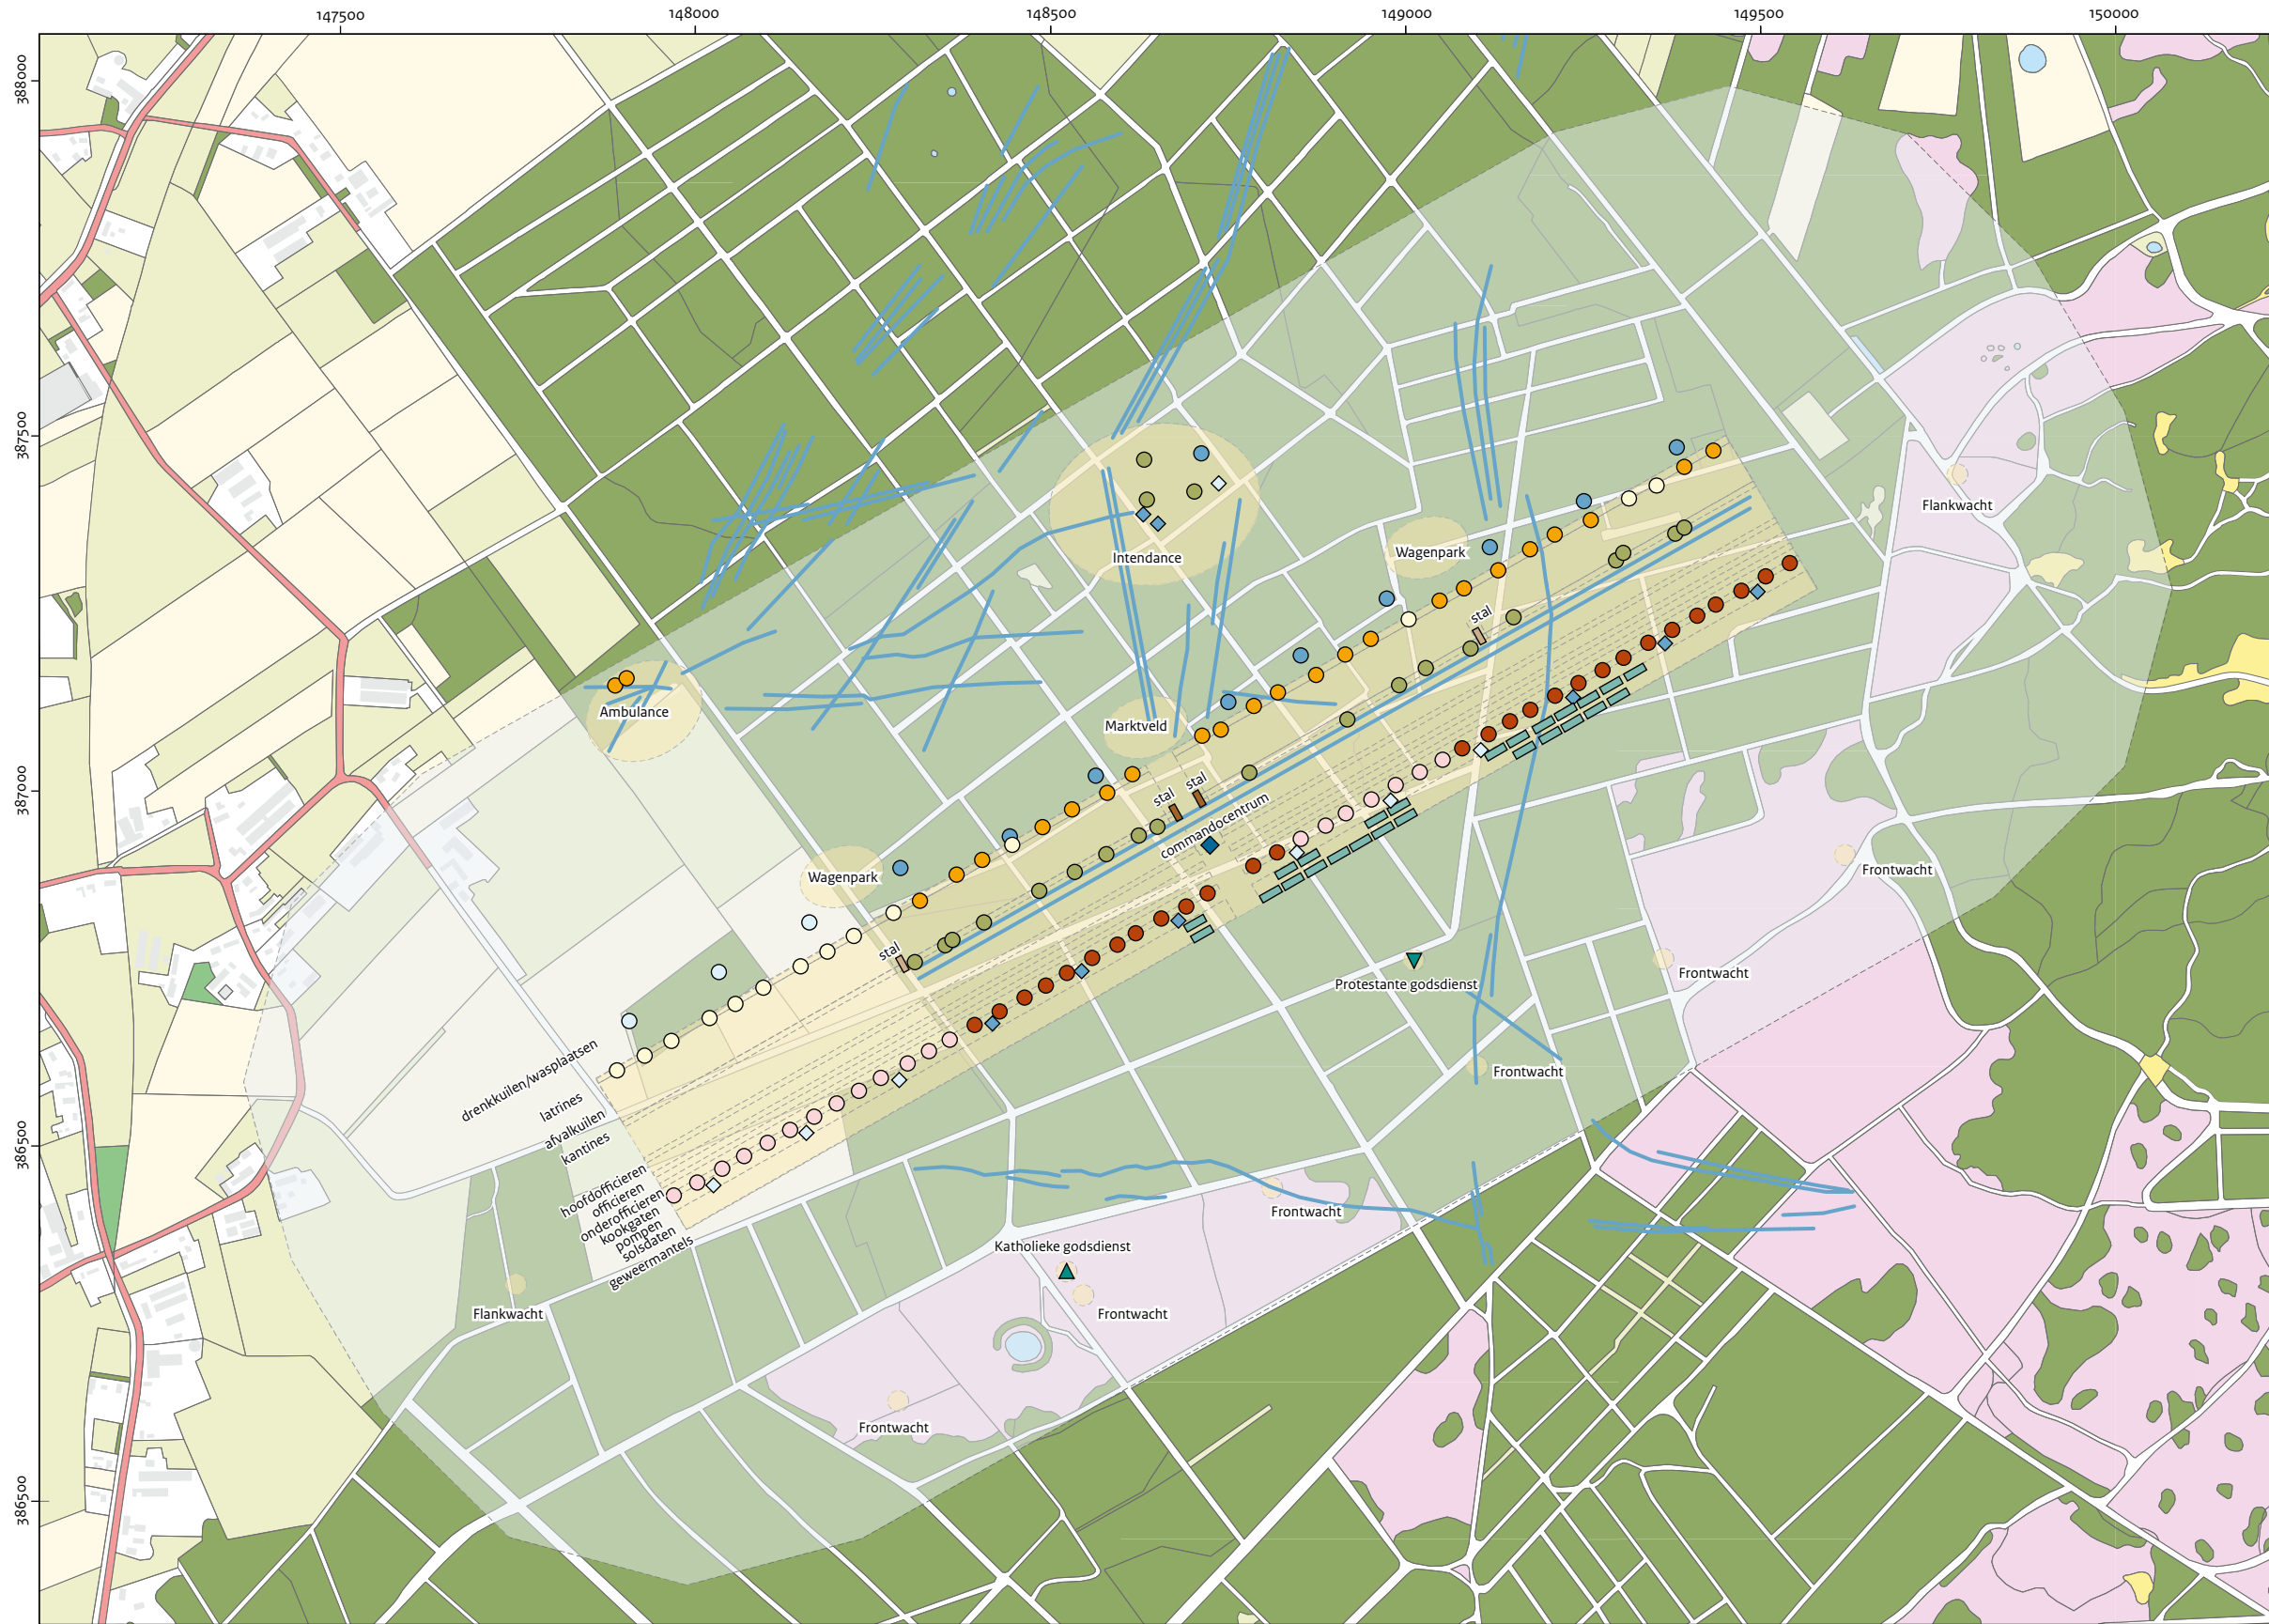 147500
148000
148500
149000
149500
150000
388000
387500
387000
386500
386500
Flankwacht
Wagenpark
Intendance
stal
Ambulance
Marktveld
stal
stal
commandocentrum
Wagenpark
Frontwacht
stal
Frontwacht
Protestante godsdienst
Frontwacht
drenkkuilen/wasplaatsen
latrines
afvalkuilen
kantines
hoofdofficieren
officieren
onderofficieren
kookgaten
pompen
solsdaten
geweermantels
Frontwacht
Katholieke godsdienst
Flankwacht
Frontwacht
Frontwacht